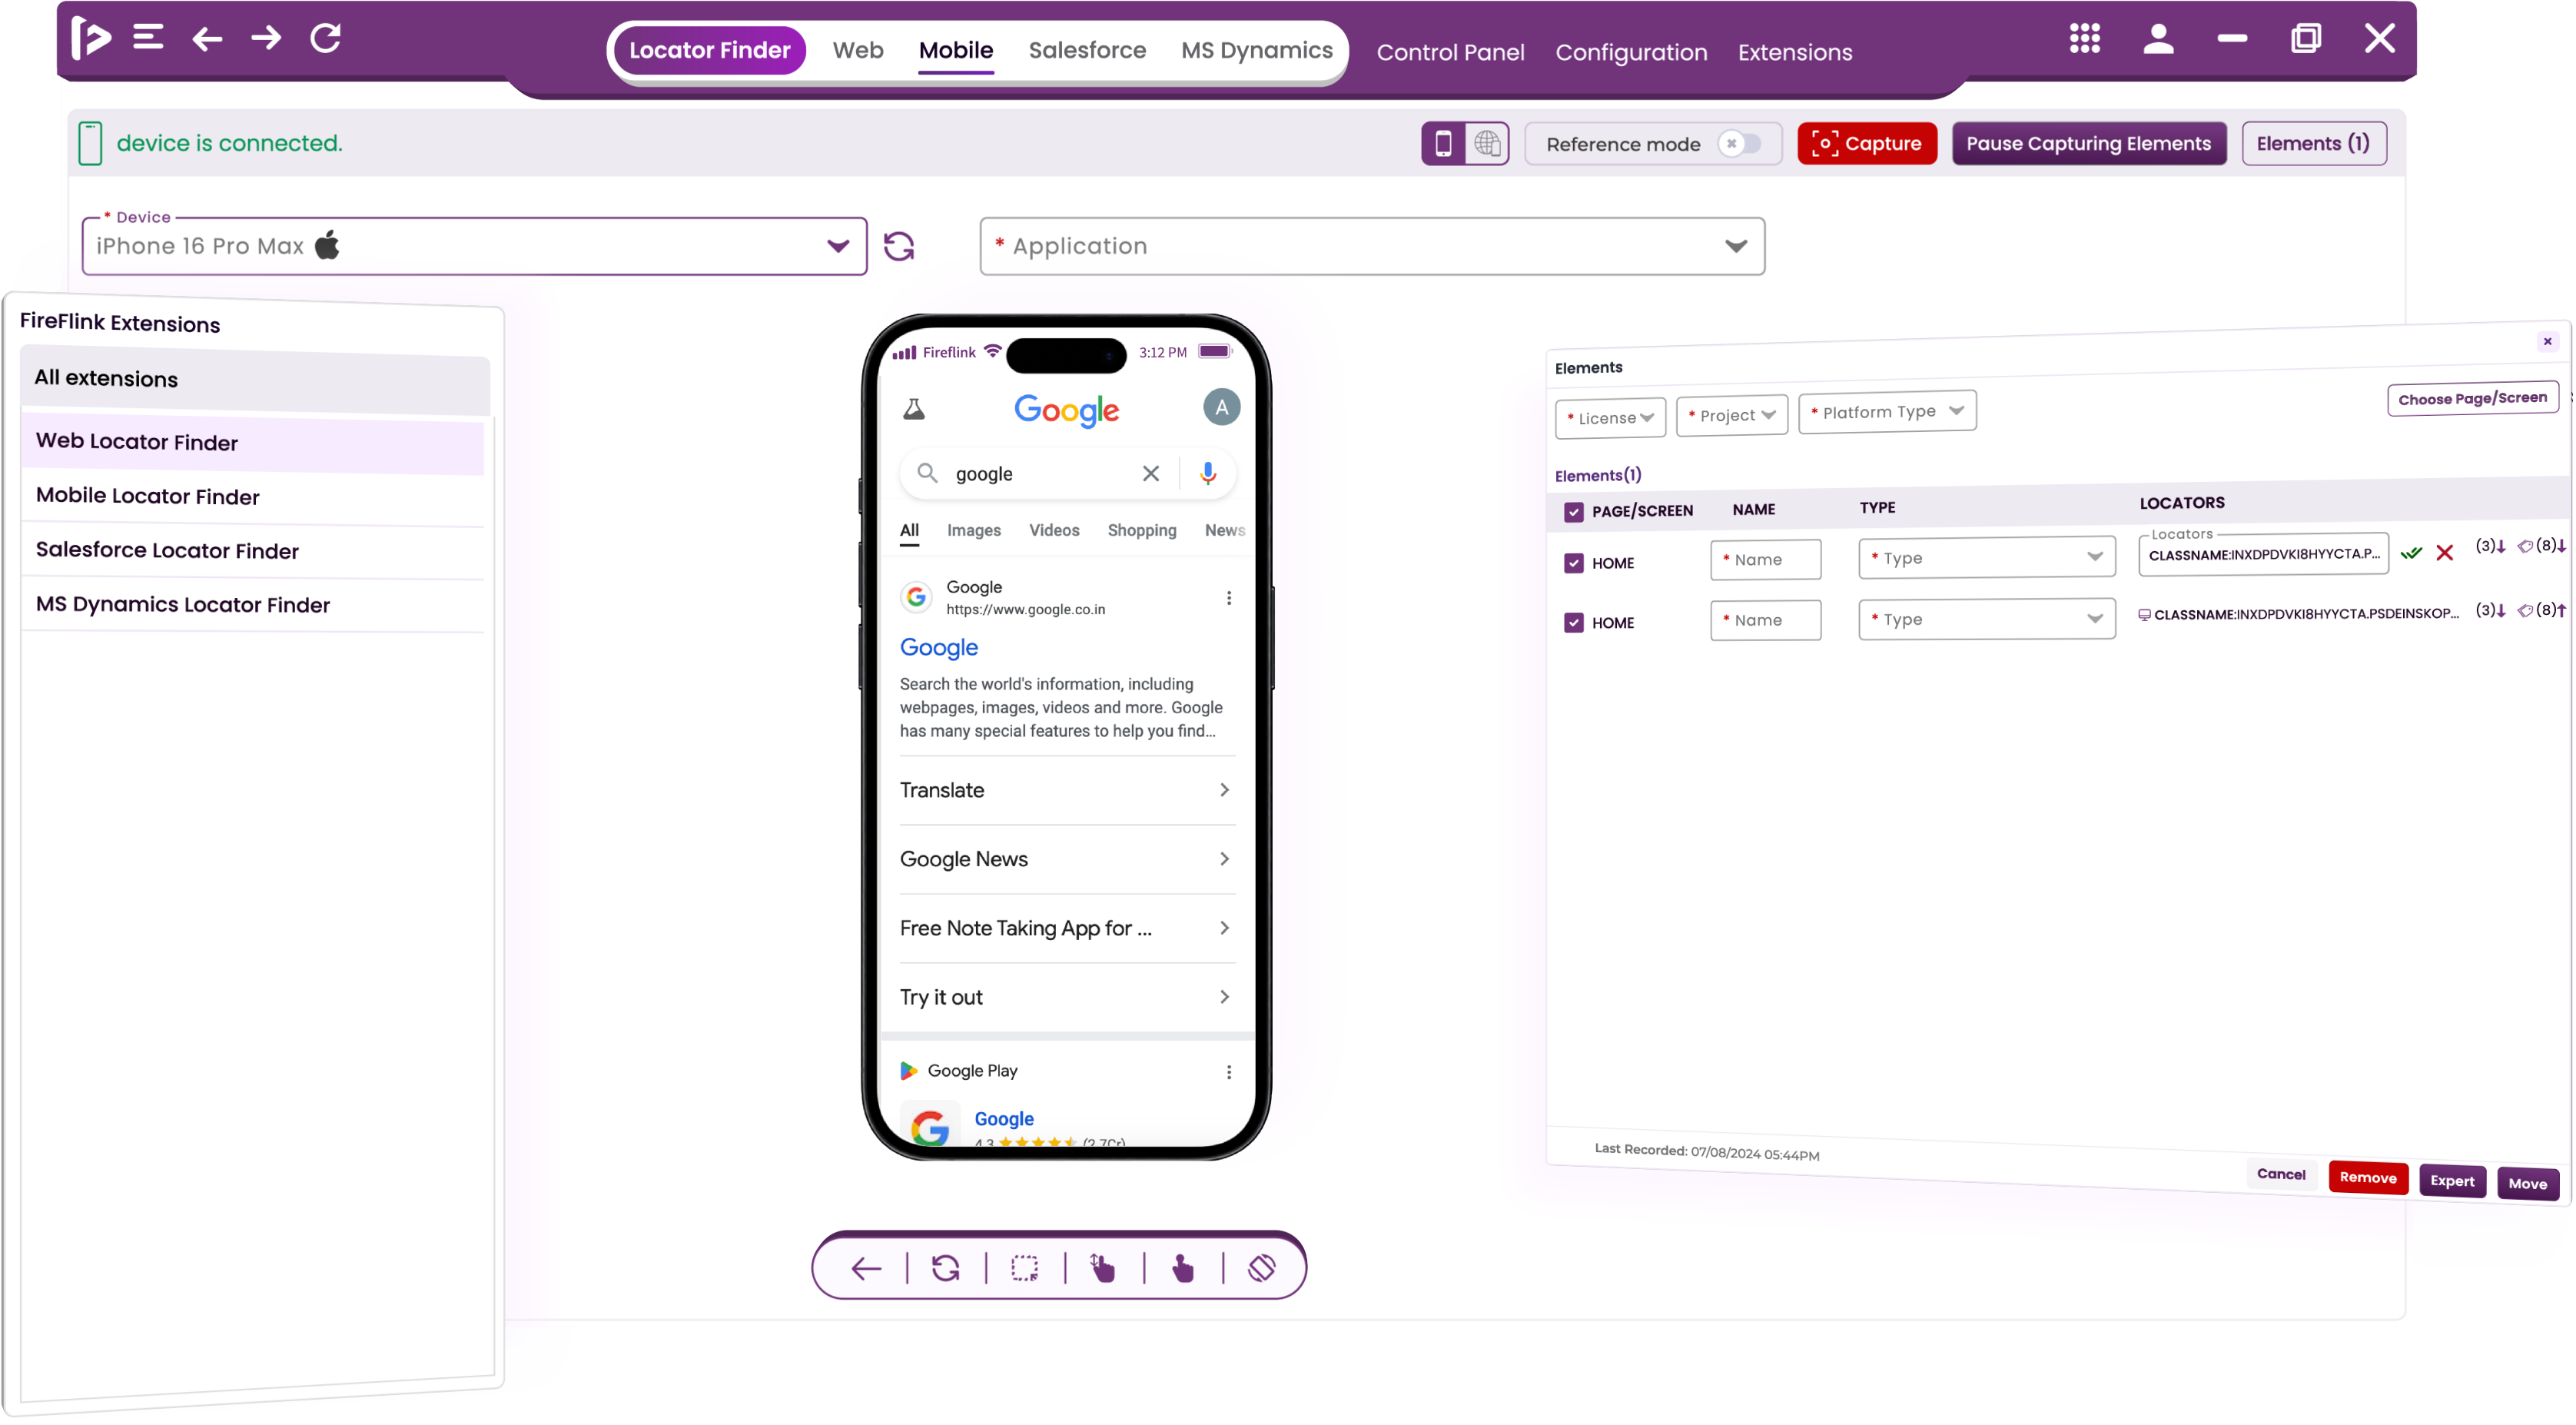 Locator Finder Web Mobile Salesforce MS Dynamics Control Panel Configuration Extensions
device is connected.
Reference mode
Capture
Pause Capturing Elements
Elements (1)
* Device
iPhone 16 Pro Max
* Application
FireFlink Extensions
All extensions
Web Locator Finder
Mobile Locator Finder
Salesforce Locator Finder
MS Dynamics Locator Finder
Fireflink 3:12 PM
Google A
google
All Images Videos Shopping News
Google
https://www.google.co.in
Google
Search the world's information, including
webpages, images, videos and more. Google
has many special features to help you find...
Translate
Google News
Free Note Taking App for ...
Try it out
Google Play
Google
4.3 (2.7Cr)
Elements
* License * Project * Platform Type Choose Page/Screen
Elements(1)
PAGE/SCREEN NAME TYPE LOCATORS
Locators
HOME * Name * Type CLASSNAME:INXDPDVKI8HYYCTA.P... (3) (8)
HOME * Name * Type CLASSNAME:INXDPDVKI8HYYCTA.PSDEINSKOP... (3) (8)
Last Recorded: 07/08/2024 05:44PM
Cancel Remove Expert Move